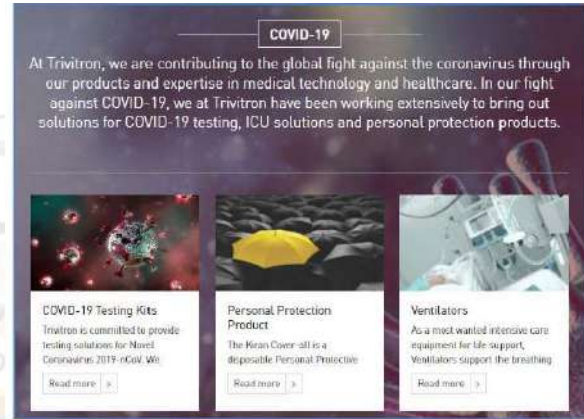 COVID-19
At Trivitron, we are contributing to the global fight against the coronavirus through
our products and expertise in medical technology and healthcare. In our fight
against COVID-19, we at Trivitron have been working extensively to bring out
solutions for COVID-19 testing, ICU solutions and personal protection products.
COVID-19 Testing Kits
Trivitron is committed to provide
testing solutions for Novel
Coronavirus 2019-nCoV. We
Read more >
Personal Protection
Product
The Kiran Cover-all is a
disposable Personal Protective
Read more >
Ventilators
As a most wanted intensive care
equipment for life support,
Ventilators support the breathing
Read more >